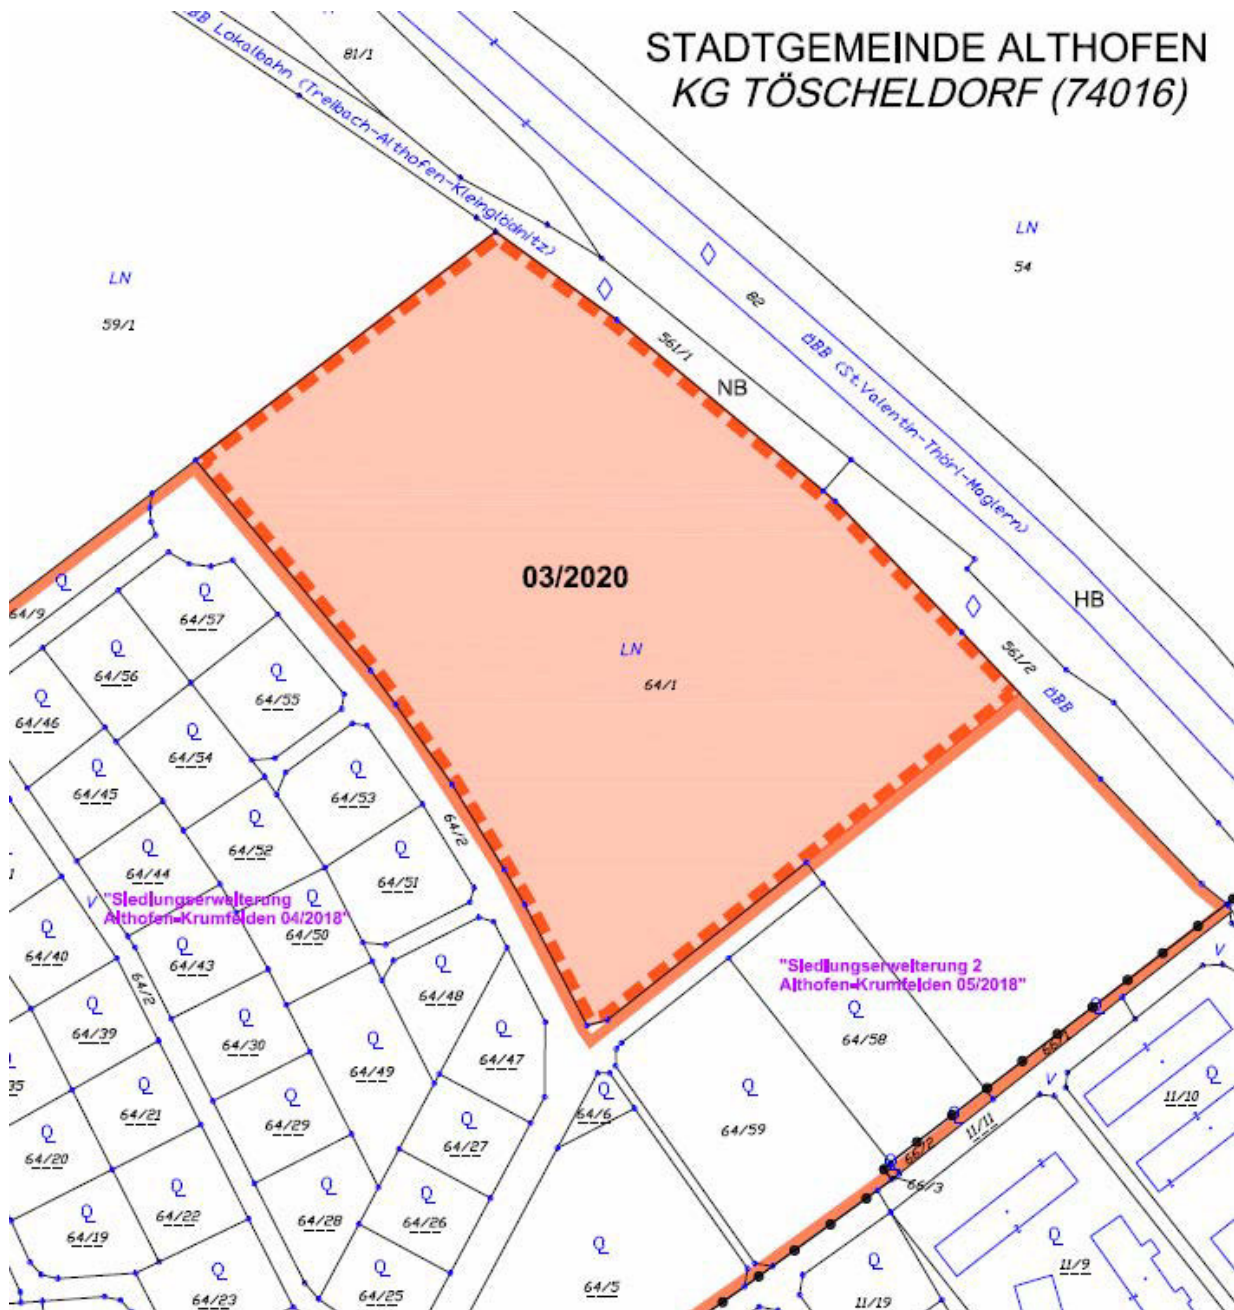 STADTGEMEINDE ALTHOFEN
KG TÖSCHELDORF (74016)
81/1
ÖBB Lokalbahn (Treibach-Althofen-Kleinglödnitz)
LN
59/1
LN
54
82
561/1
NB
ÖBB (St.Valentin-Thörl-Maglern)
HB
561/2
ÖBB
03/2020
LN
64/1
Q
64/9
Q
64/57
Q
64/56
Q
64/55
Q
64/46
Q
64/54
Q
64/45
Q
64/53
64/2
Q
64/52
Q
64/44
Q
64/51
V
"Siedlungserweiterung
Althofen-Krumfelden 04/2018"
Q
64/50
Q
64/40
Q
64/43
64/2
Q
64/48
"Siedlungserweiterung 2
Althofen-Krumfelden 05/2018"
Q
64/58
V
Q
66/1
V
Q
64/39
Q
64/30
Q
64/49
Q
64/47
Q
64/6
Q
64/59
Q
11/11
Q
11/10
35
Q
64/21
Q
64/29
Q
64/27
Q
66/2
66/3
Q
64/20
Q
64/19
Q
64/22
Q
64/28
Q
64/26
Q
64/5
Q
11/9
Q
64/23
Q
64/25
Q
11/19